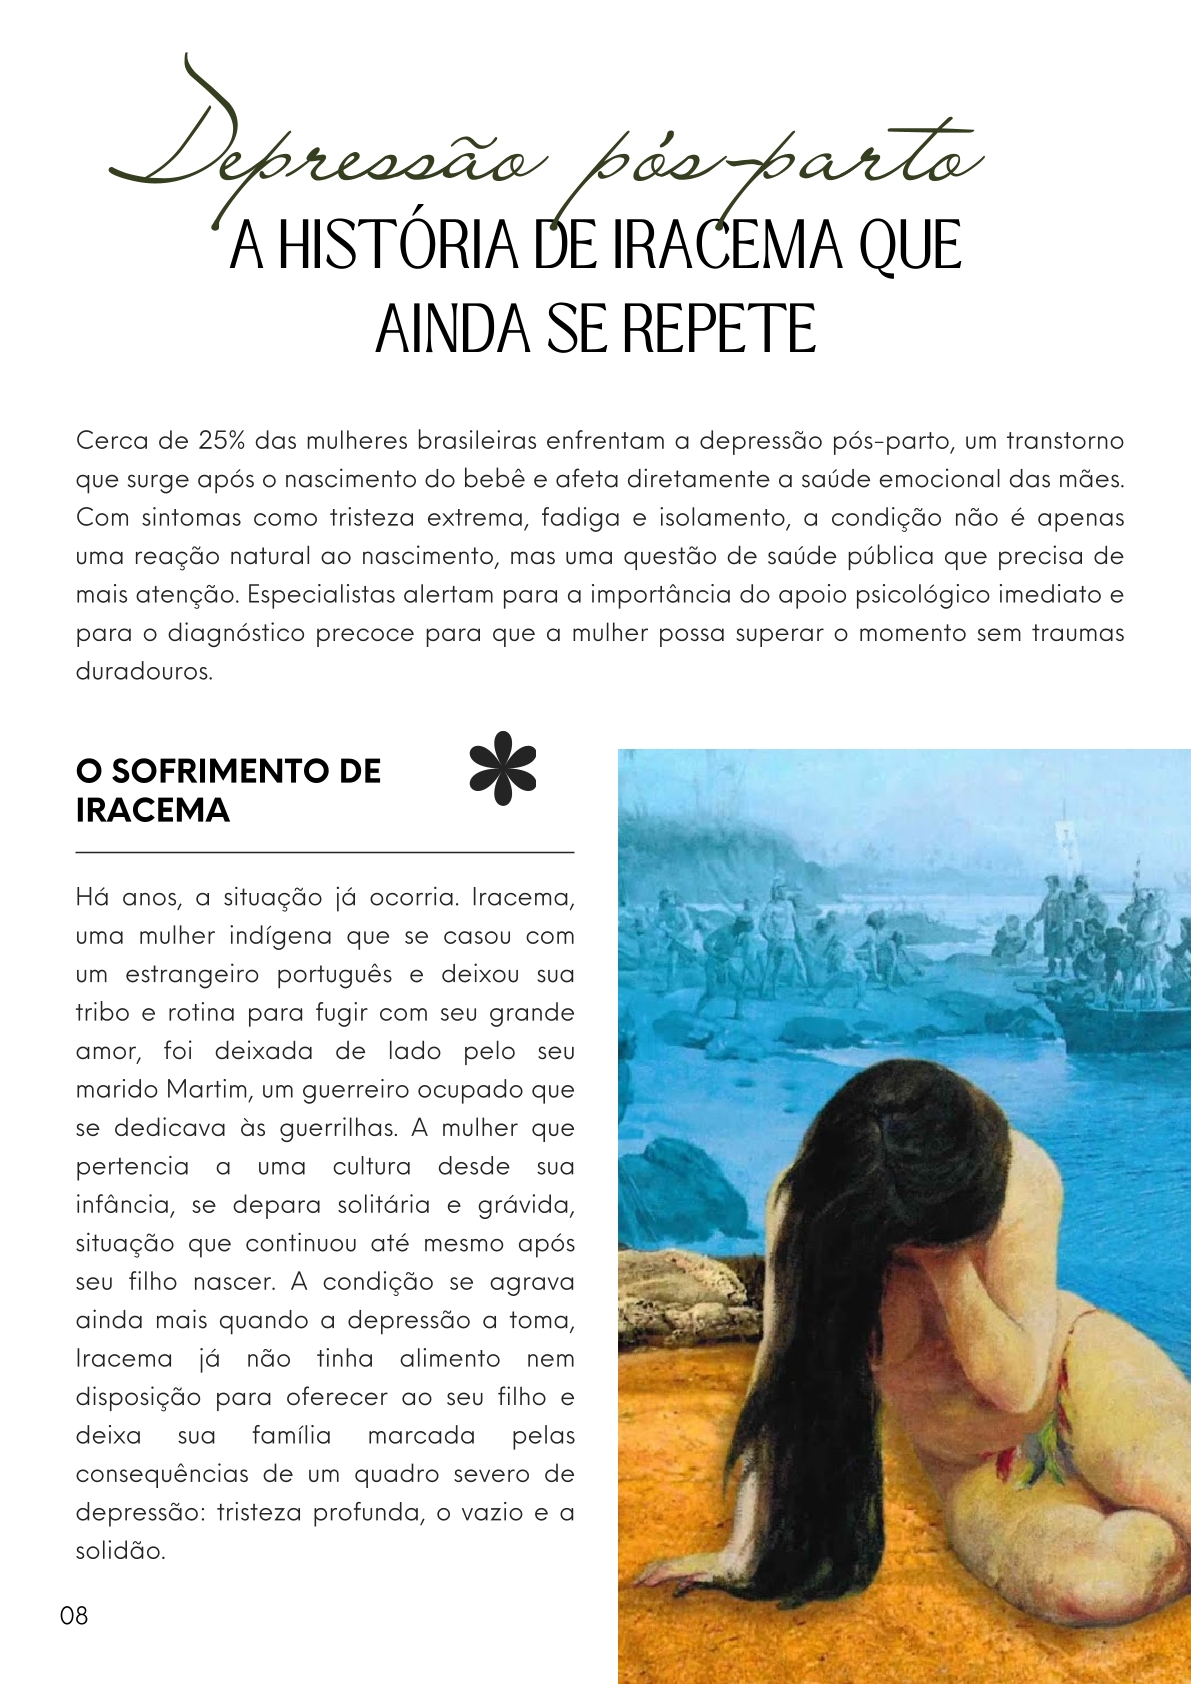 Depressão pós-parto
A HISTÓRIA DE IRACEMA QUE
AINDA SE REPETE
Cerca de 25% das mulheres brasileiras enfrentam a depressão pós-parto, um transtorno
que surge após o nascimento do bebê e afeta diretamente a saúde emocional das mães.
Com sintomas como tristeza extrema, fadiga e isolamento, a condição não é apenas
uma reação natural ao nascimento, mas uma questão de saúde pública que precisa de
mais atenção. Especialistas alertam para a importância do apoio psicológico imediato e
para o diagnóstico precoce para que a mulher possa superar o momento sem traumas
duradouros.
O SOFRIMENTO DE
IRACEMA
Há anos, a situação já ocorria. Iracema,
uma mulher indígena que se casou com
um estrangeiro português e deixou sua
tribo e rotina para fugir com seu grande
amor, foi deixada de lado pelo seu
marido Martim, um guerreiro ocupado que
se dedicava às guerrilhas. A mulher que
pertencia a uma cultura desde sua
infância, se depara solitária e grávida,
situação que continuou até mesmo após
seu filho nascer. A condição se agrava
ainda mais quando a depressão a toma,
Iracema já não tinha alimento nem
disposição para oferecer ao seu filho e
deixa sua família marcada pelas
consequências de um quadro severo de
depressão: tristeza profunda, o vazio e a
solidão.
08